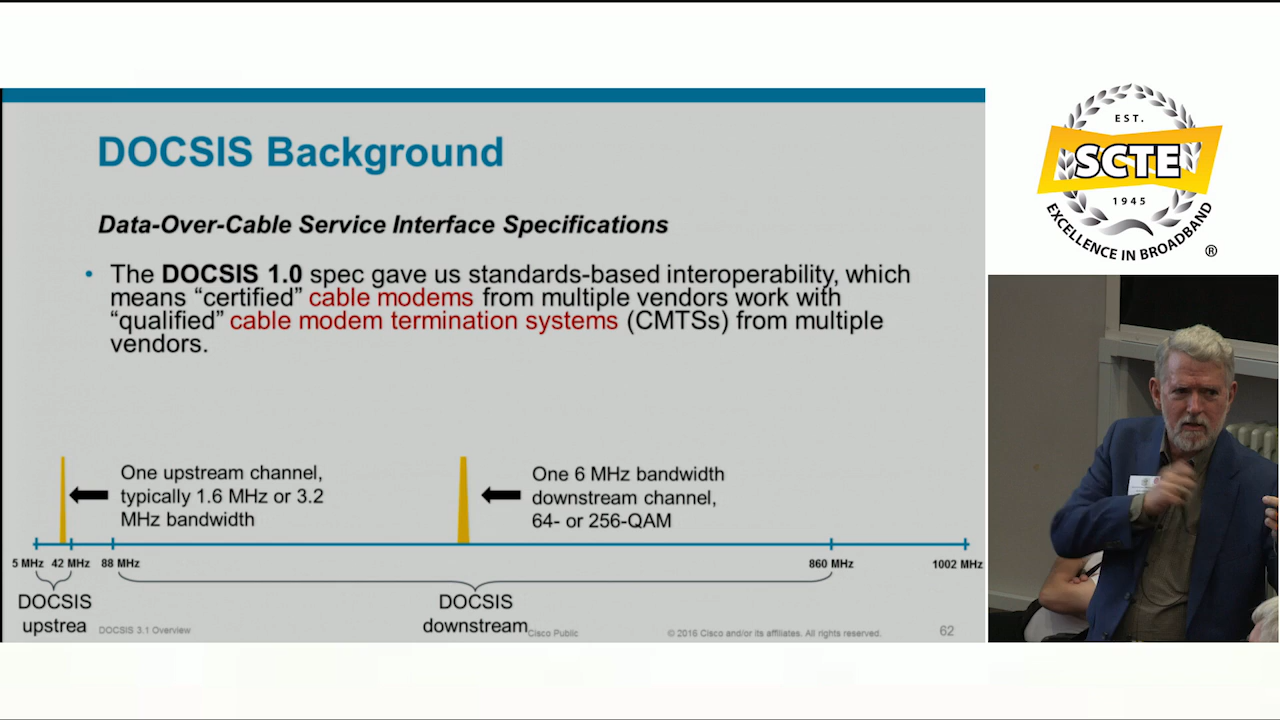 DOCSIS Background
Data-Over-Cable Service Interface Specifications
• The DOCSIS 1.0 spec gave us standards-based interoperability, which
means “certified” cable modems from multiple vendors work with
“qualified” cable modem termination systems (CMTSs) from multiple
vendors.
One upstream channel,
typically 1.6 MHz or 3.2
MHz bandwidth
One 6 MHz bandwidth
downstream channel,
64- or 256-QAM
5 MHz 42 MHz 88 MHz 860 MHz 1002 MHz
DOCSIS
upstrea
DOCSIS
downstream
DOCSIS 3.1 Overview Cisco Public © 2016 Cisco and/or its affiliates. All rights reserved. 62
EST.
SCTE
1945
EXCELLENCE IN BROADBAND
®